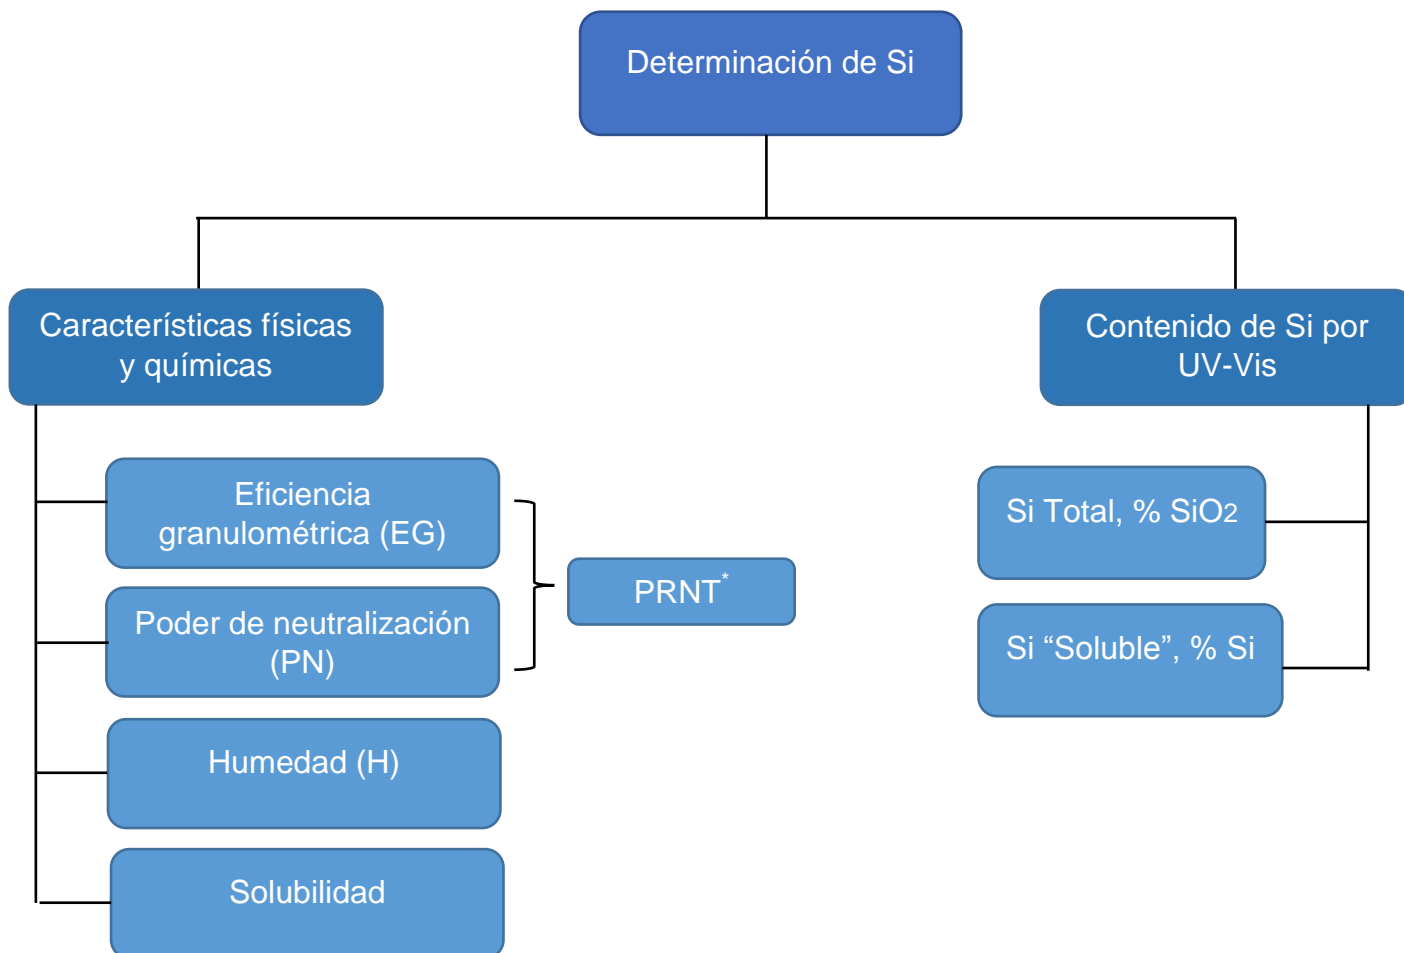 Determinación de Si
Características físicas
y químicas
Contenido de Si por
UV-Vis
Eficiencia
granulométrica (EG)
Poder de neutralización
(PN)
PRNT*
Humedad (H)
Solubilidad
Si Total, % SiO2
Si “Soluble”, % Si